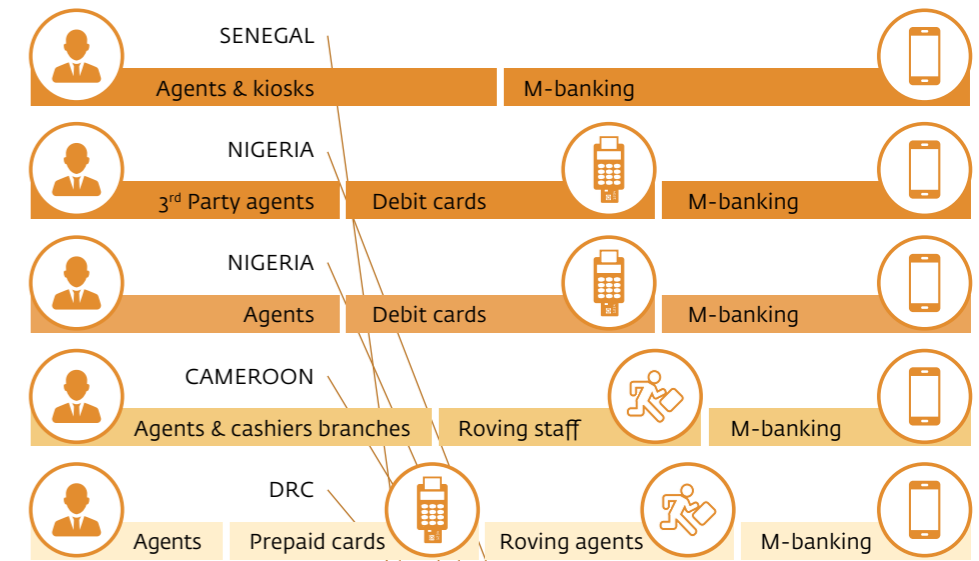 SENEGAL
Agents & kiosks M-banking
NIGERIA
3rd Party agents Debit cards M-banking
NIGERIA
Agents Debit cards M-banking
CAMEROON
Agents & cashiers branches Roving staff M-banking
DRC
Agents Prepaid cards Roving agents M-banking